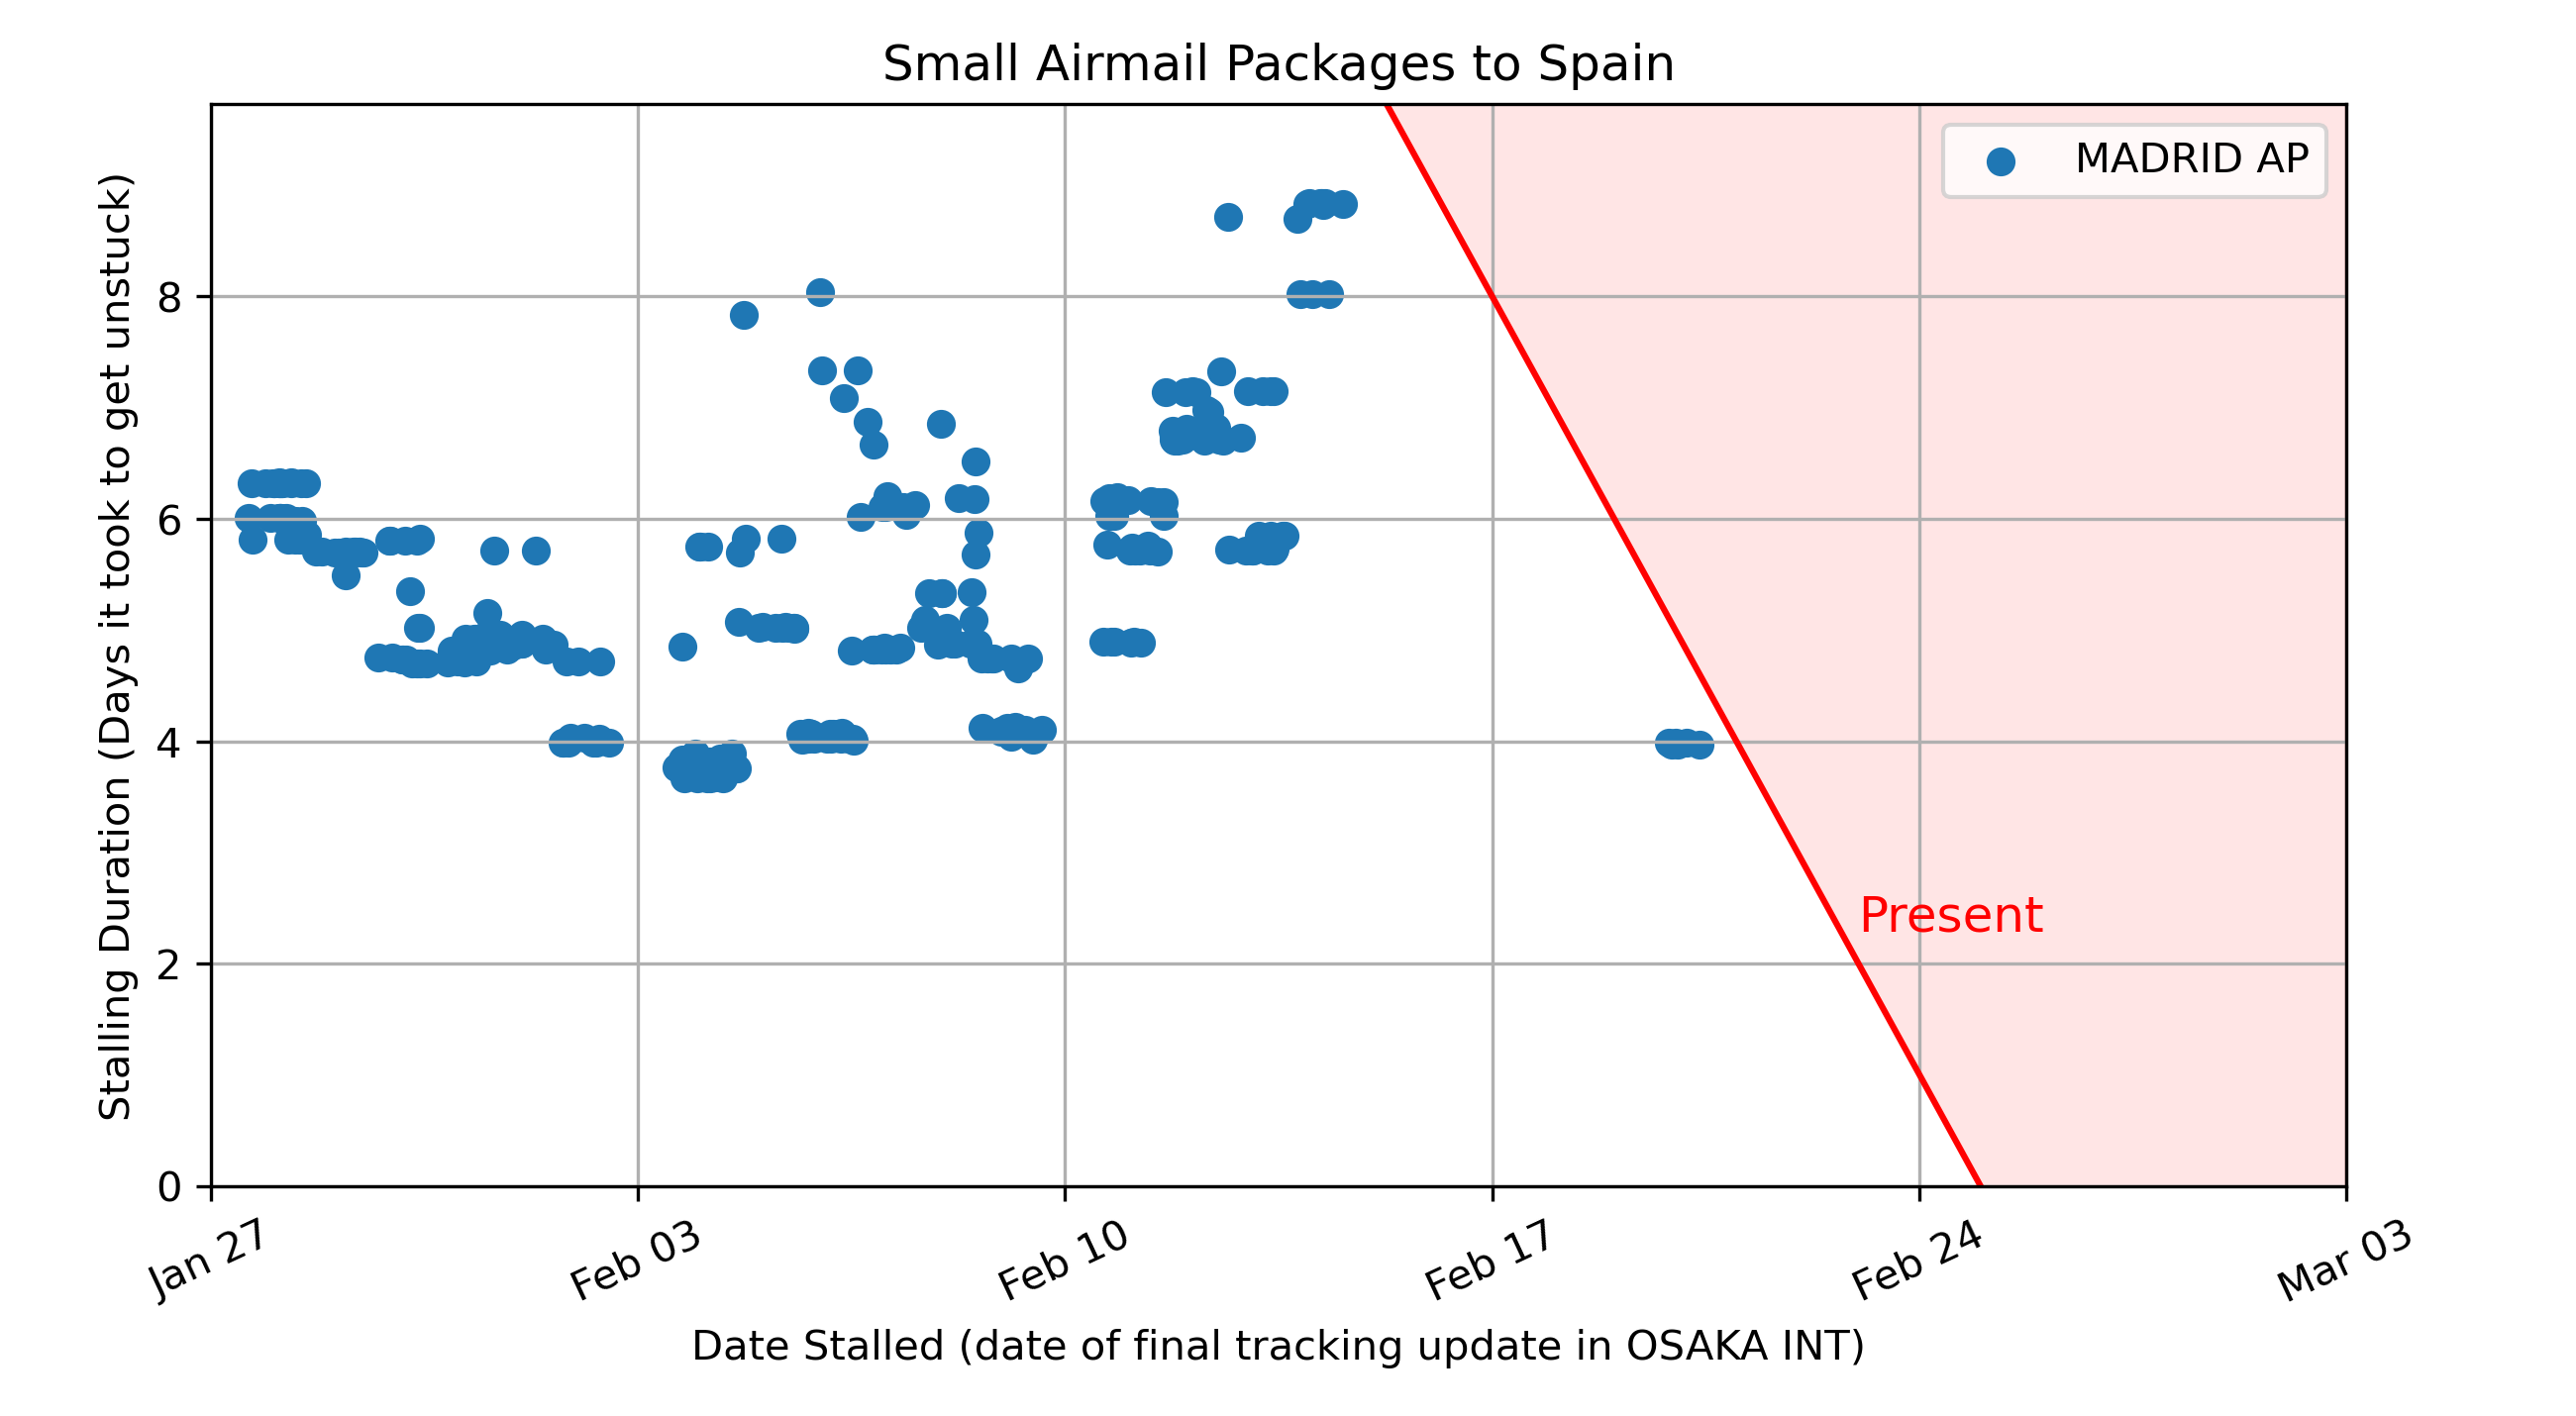 Small Airmail Packages to Spain
MADRID AP
Stalling Duration (Days it took to get unstuck)
8
6
4
2
0
Present
Jan 27
Feb 03
Feb 10
Feb 17
Feb 24
Mar 03
Date Stalled (date of final tracking update in OSAKA INT)